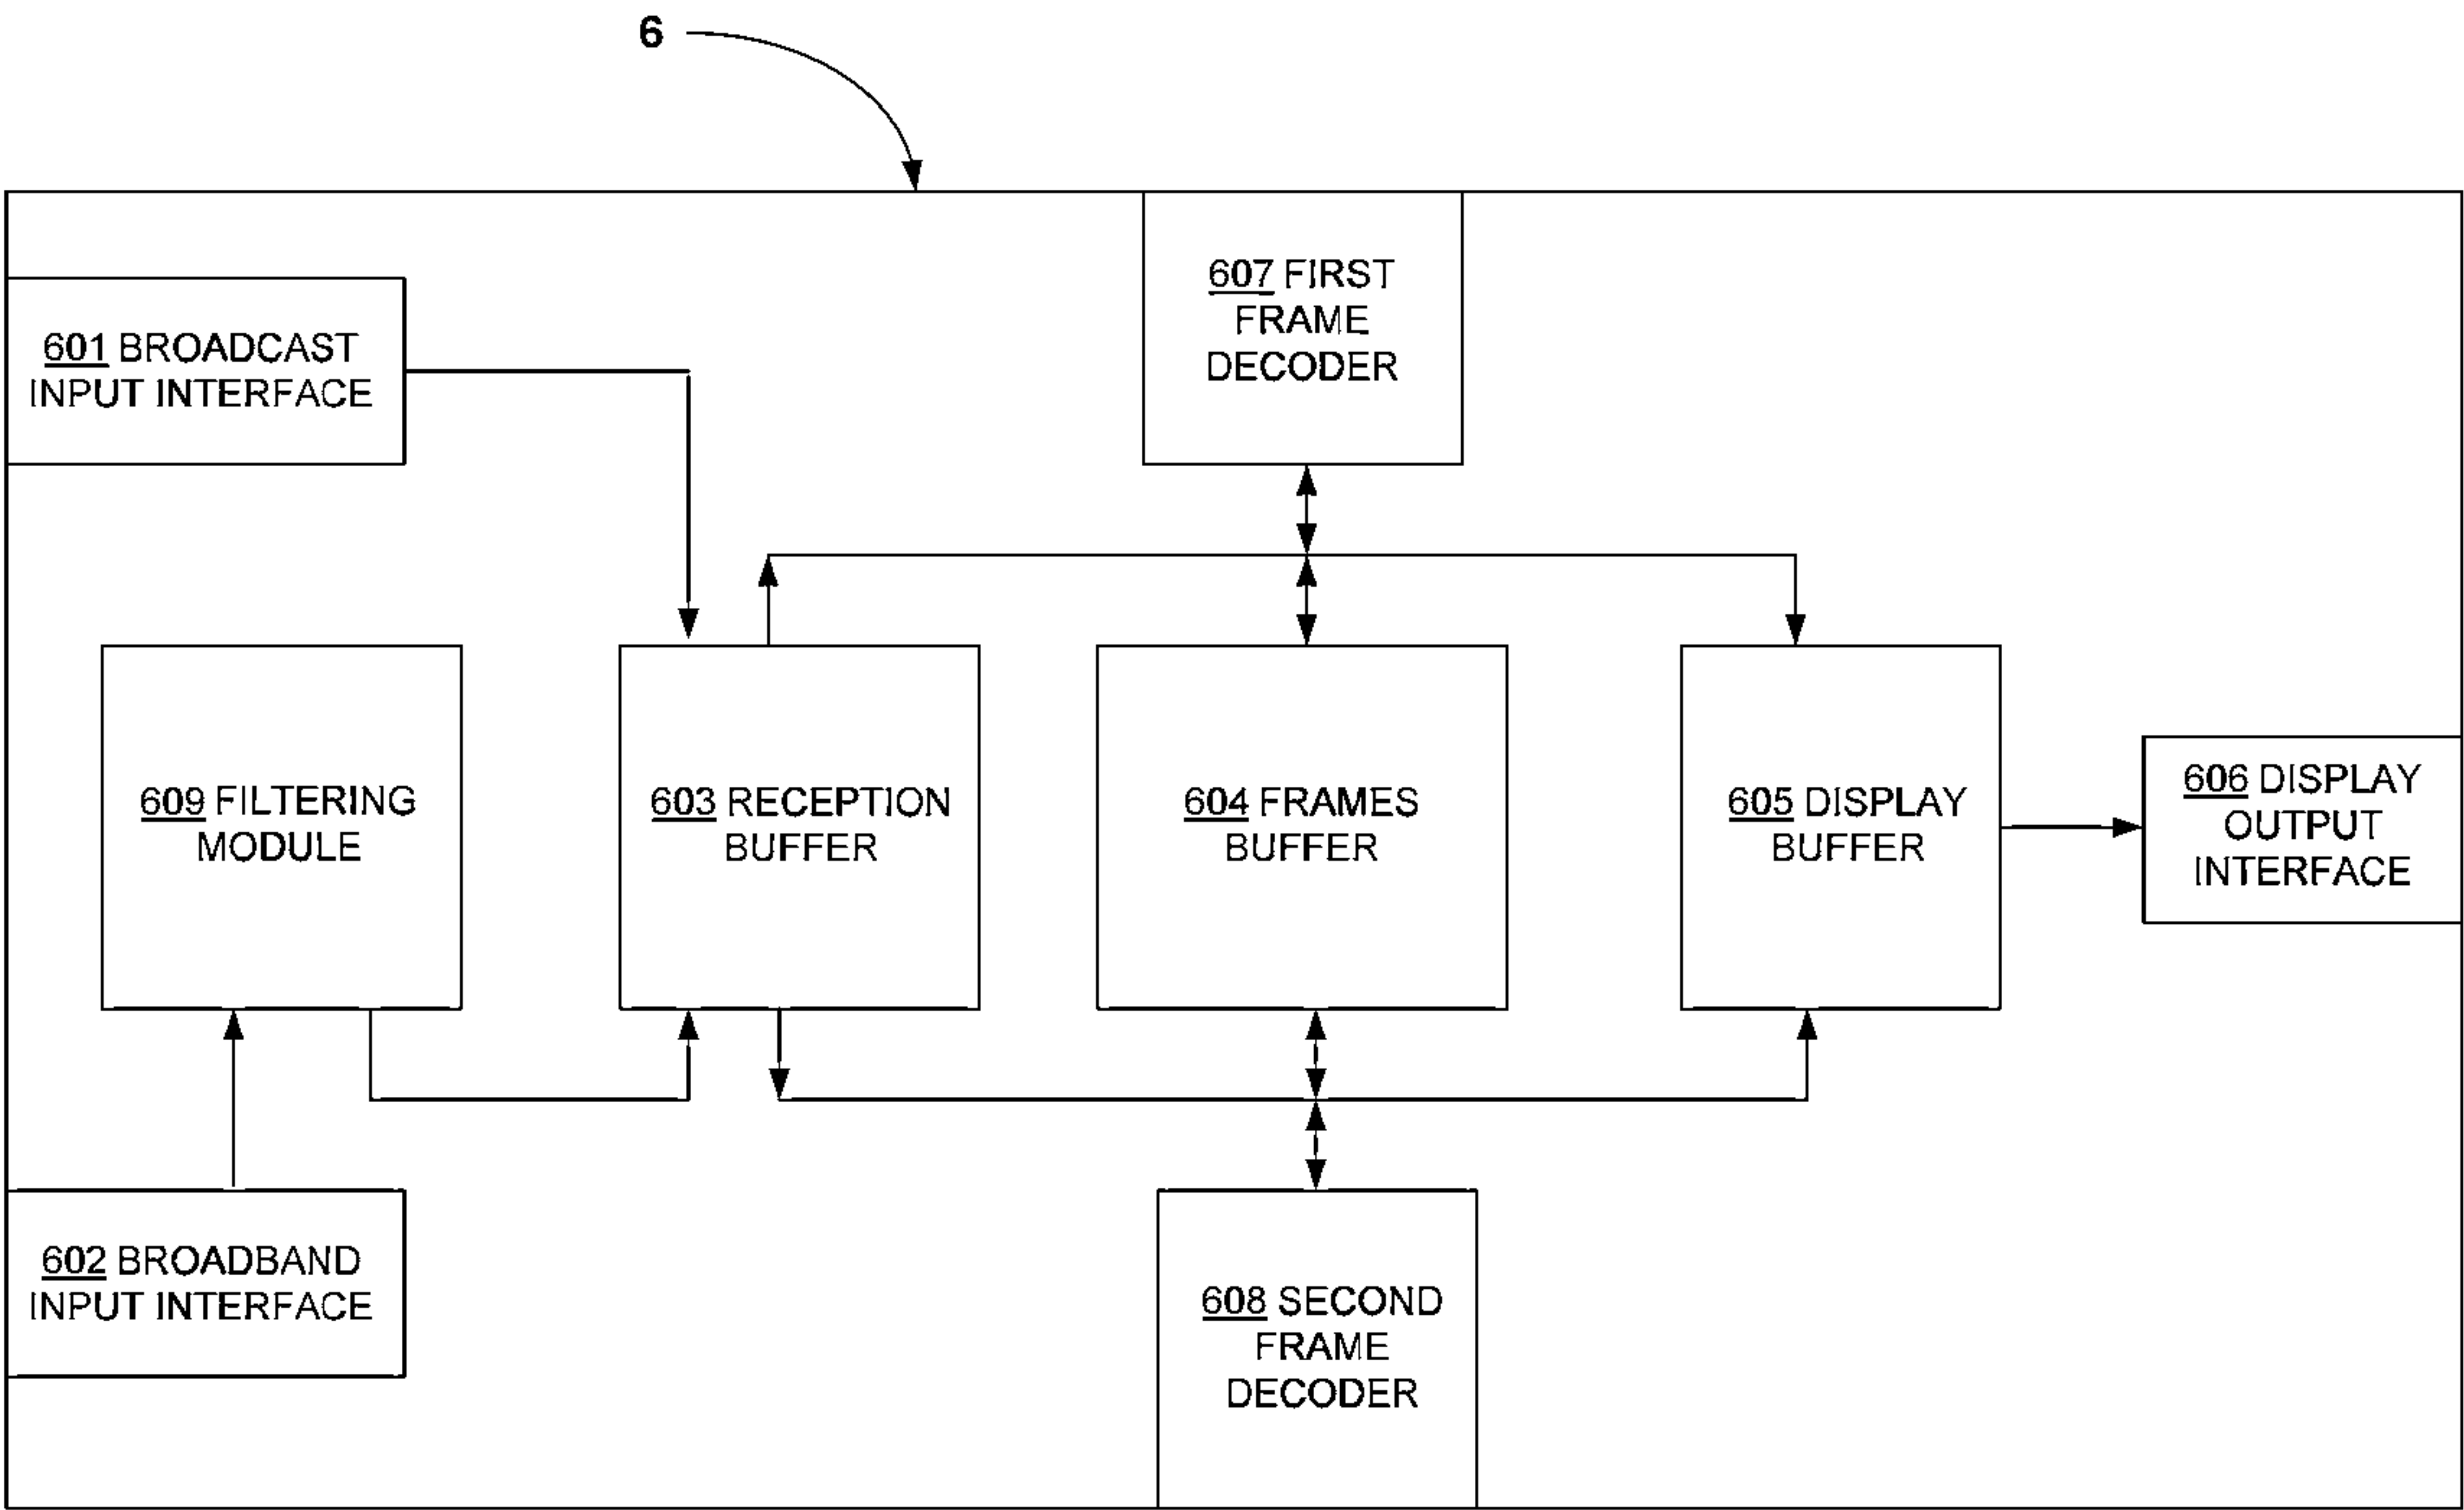 6
607 FIRST
FRAME
DECODER
601 BROADCAST
INPUT INTERFACE
609 FILTERING
MODULE
603 RECEPTION
BUFFER
604 FRAMES
BUFFER
605 DISPLAY
BUFFER
606 DISPLAY
OUTPUT
INTERFACE
602 BROADBAND
INPUT INTERFACE
608 SECOND
FRAME
DECODER